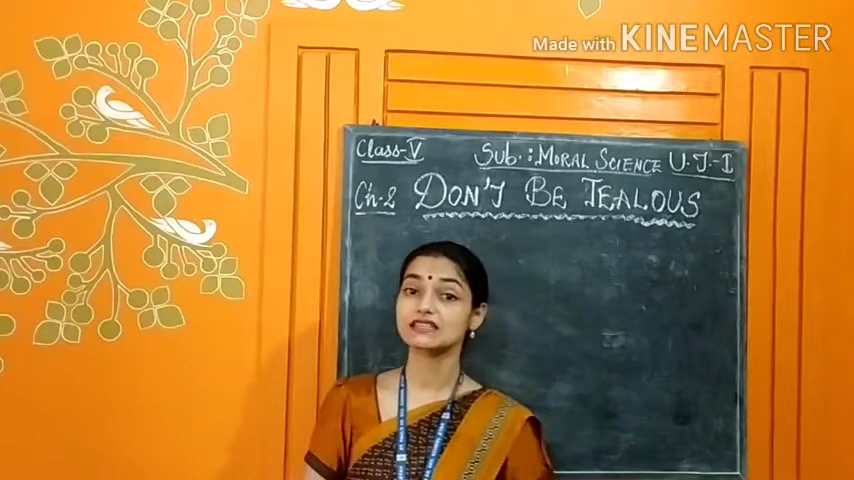 Made with KINEMASTER
Class-V Sub.: MORAL SCIENCE U.T.-I
Ch.2 DON'T BE JEALOUS